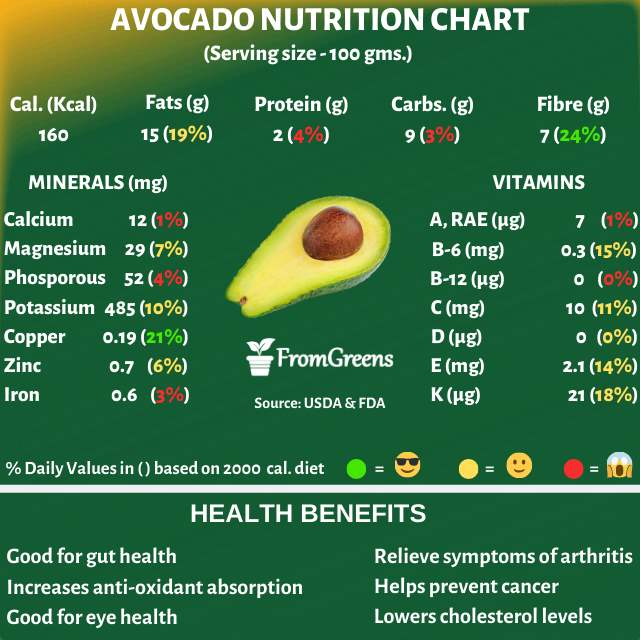 AVOCADO NUTRITION CHART
(Serving size - 100 gms.)
Cal. (Kcal) Fats (g) Protein (g) Carbs. (g) Fibre (g)
160 15 (19%) 2 (4%) 9 (3%) 7 (24%)
MINERALS (mg)
Calcium 12 (1%)
Magnesium 29 (7%)
Phosporous 52 (4%)
Potassium 485 (10%)
Copper 0.19 (21%)
Zinc 0.7 (6%)
Iron 0.6 (3%)
FromGreens
Source: USDA & FDA
VITAMINS
A, RAE (µg) 7 (1%)
B-6 (mg) 0.3 (15%)
B-12 (µg) 0 (0%)
C (mg) 10 (11%)
D (µg) 0 (0%)
E (mg) 2.1 (14%)
K (µg) 21 (18%)
% Daily Values in ( ) based on 2000 cal. diet = = =
HEALTH BENEFITS
Good for gut health
Increases anti-oxidant absorption
Good for eye health
Relieve symptoms of arthritis
Helps prevent cancer
Lowers cholesterol levels